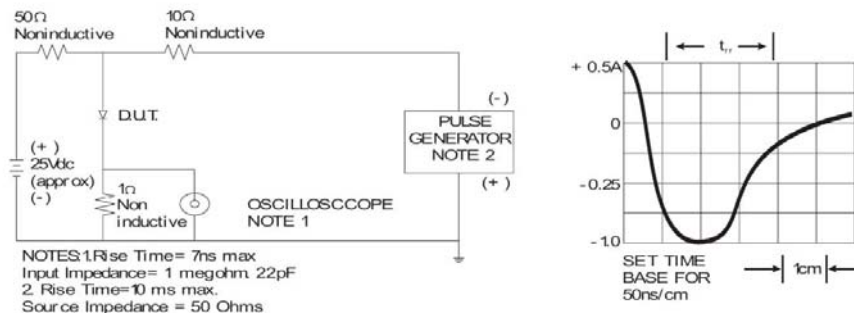 50Ω
Noninductive
10Ω
Noninductive
D.U.T.
(+)
25Vdc
(approx)
(-)
1Ω
Non
inductive
OSCILLOSCCOPE
NOTE 1
(-)
PULSE
GENERATOR
NOTE 2
(+)
NOTES:1.Rise Time= 7ns max
Input Impedance= 1 megohm. 22pF
2. Rise Time=10 ms max.
Source Impedance = 50 Ohms
trr
+ 0.5A
0
- 0.25
- 1.0
SET TIME
BASE FOR
50ns/cm
1cm